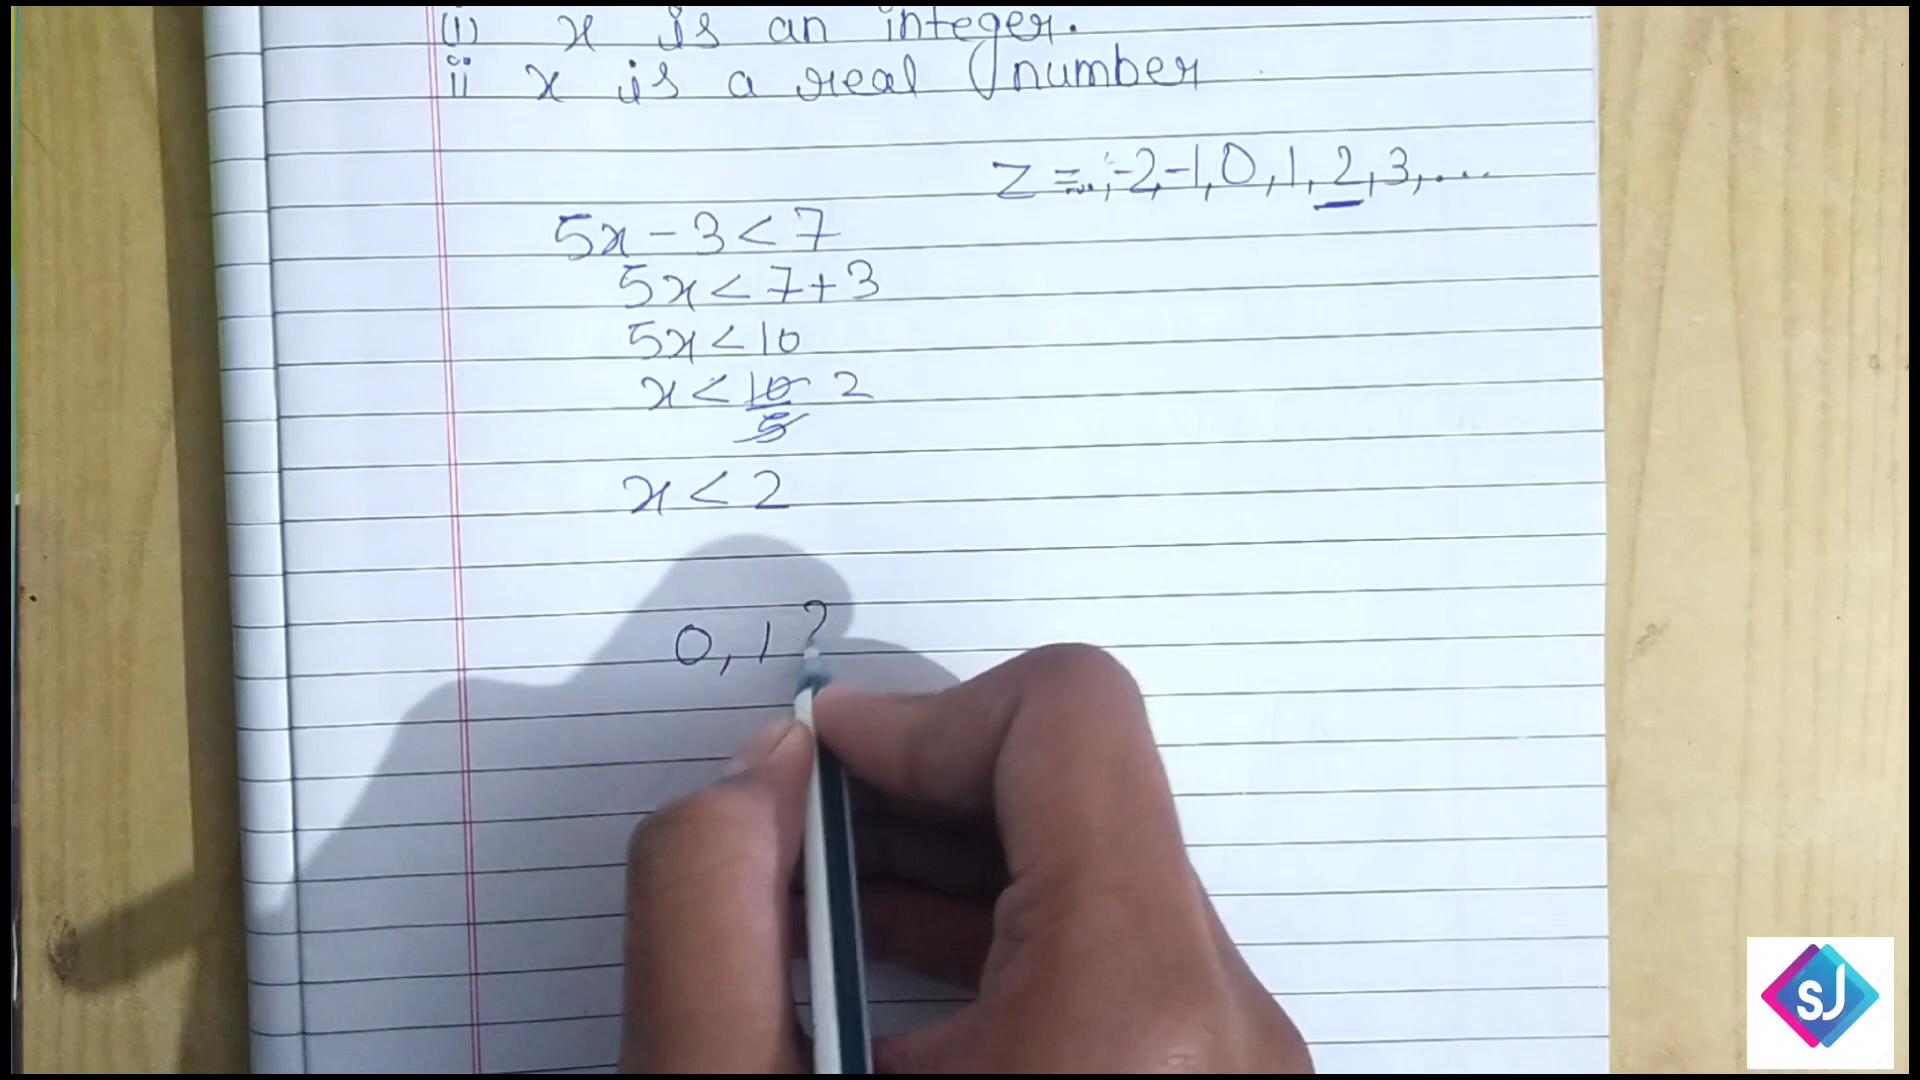 (i) x is an integer.
ii x is a real number
Z = ..., -2, -1, 0, 1, 2, 3, ...
5x - 3 < 7
5x < 7 + 3
5x < 10
x < 10/5 2
x < 2
0, 1
SJ